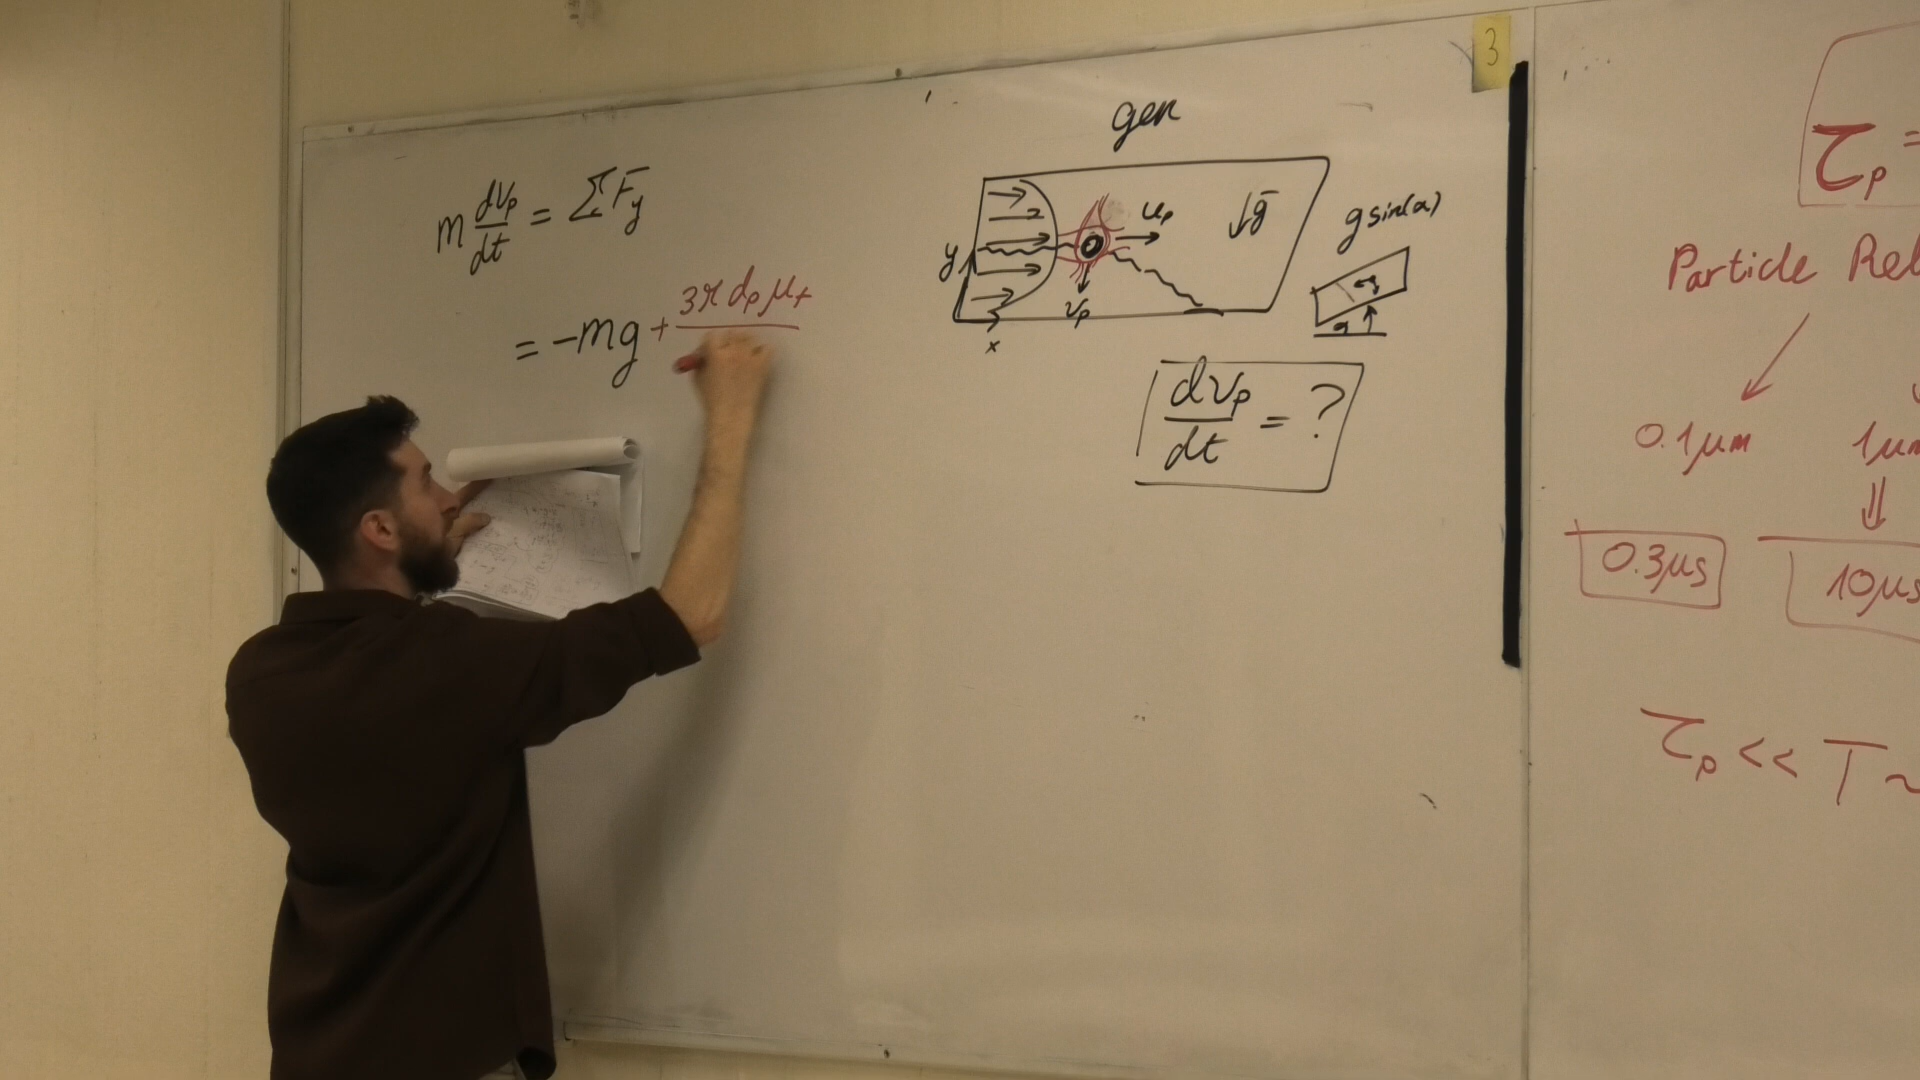 3
gen
m dVp/dt = ΣFy
= -mg + 3π dp μf
y
x
up
vp
↓g
g sin(α)
g
α
dvp/dt = ?
τp =
Particle Rel
0.1μm
1μm
0.3μs
10μs
τp << T ~